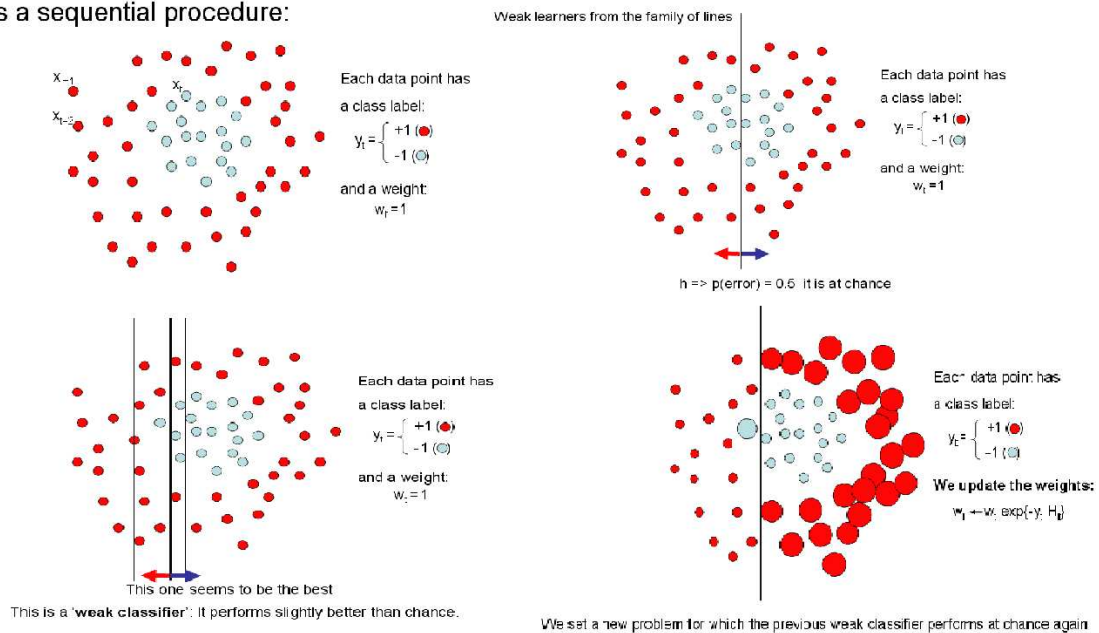 s a sequential procedure:
x t=1
x t=2
x t
Each data point has
a class label:
y t = { +1 ( )
-1 ( )
and a weight:
w t =1
Weak learners from the family of lines
Each data point has
a class label:
y t = { +1 ( )
-1 ( )
and a weight:
w t =1
h => p(error) = 0.5 it is at chance
Each data point has
a class label:
y t = { +1 ( )
-1 ( )
and a weight:
w t =1
This one seems to be the best
This is a 'weak classifier': It performs slightly better than chance.
Each data point has
a class label:
y t = { +1 ( )
-1 ( )
We update the weights:
w t ← w t exp{-y t H t}
We set a new problem for which the previous weak classifier performs at chance again